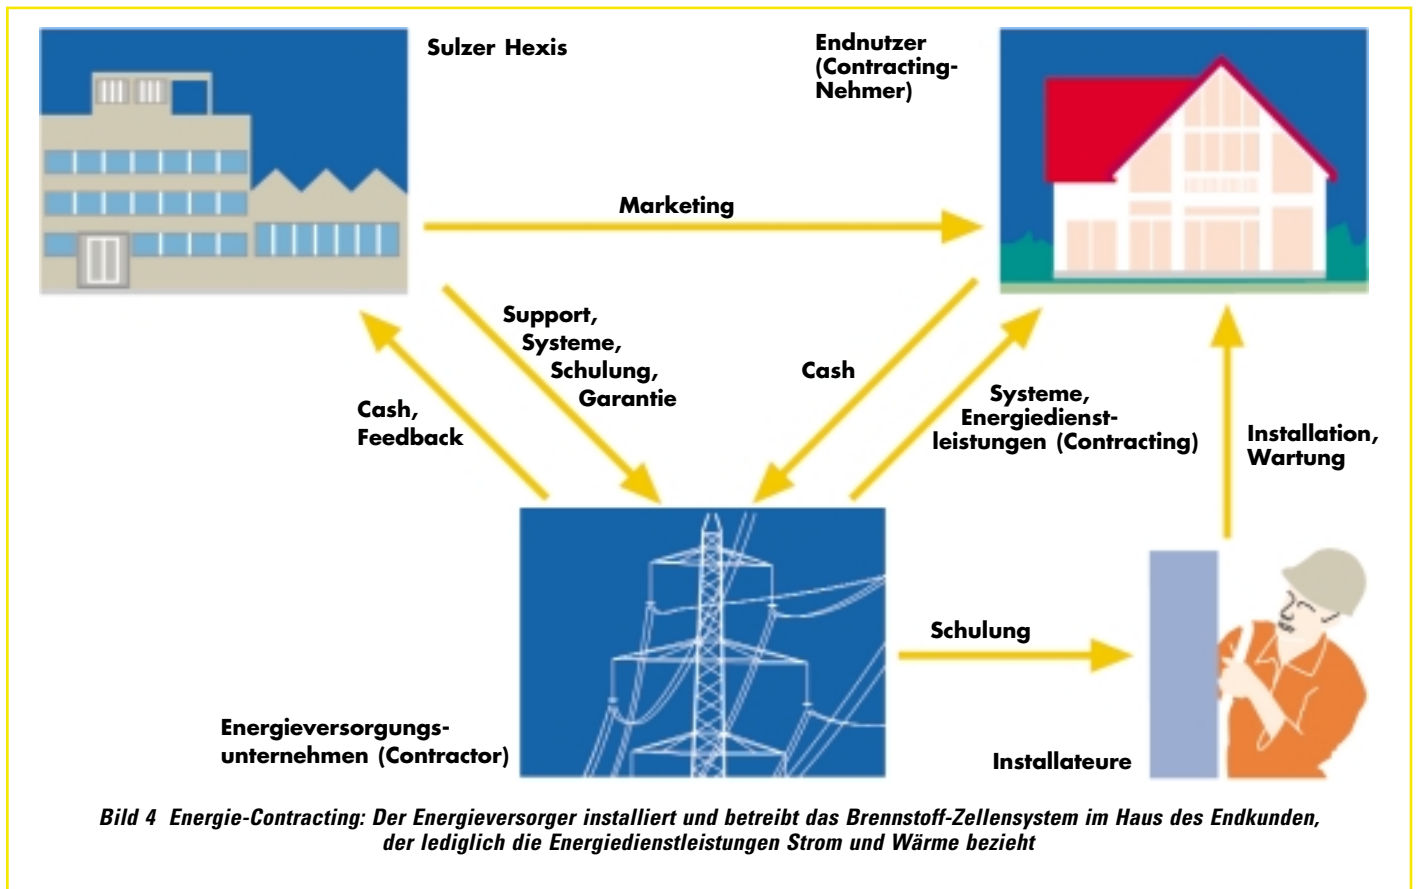 Sulzer Hexis
Endnutzer
(Contracting-
Nehmer)
Marketing
Support,
Systeme,
Schulung,
Garantie
Cash,
Feedback
Cash
Systeme,
Energiedienst-
leistungen (Contracting)
Installation,
Wartung
Schulung
Energieversorgungs-
unternehmen (Contractor)
Installateure
Bild 4 Energie-Contracting: Der Energieversorger installiert und betreibt das Brennstoff-Zellensystem im Haus des Endkunden,
der lediglich die Energiedienstleistungen Strom und Wärme bezieht